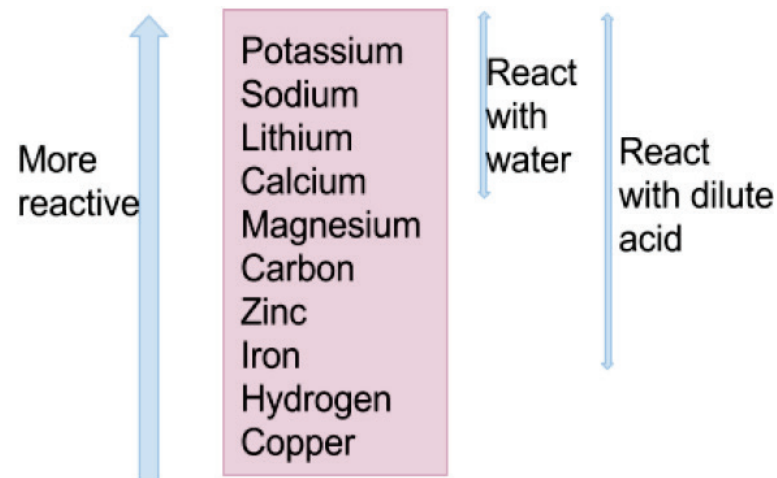 More
reactive
Potassium
Sodium
Lithium
Calcium
Magnesium
Carbon
Zinc
Iron
Hydrogen
Copper
React
with
water
React
with dilute
acid